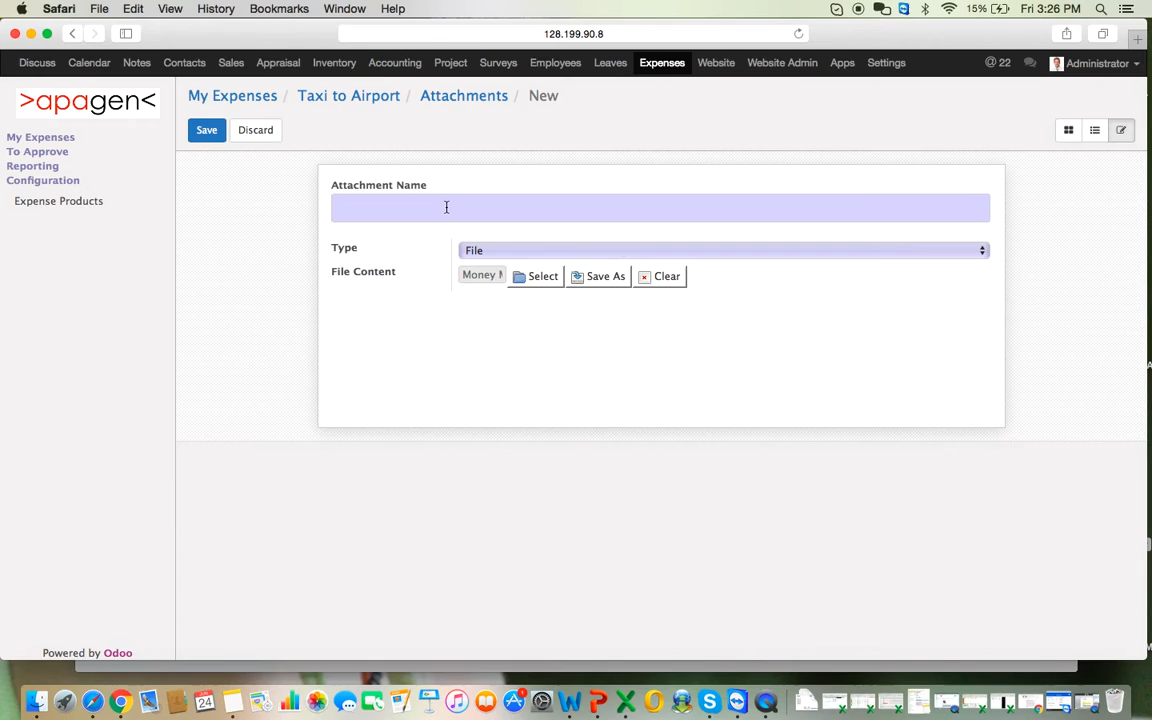 Safari File Edit View History Bookmarks Window Help 15% Fri 3:26 PM
128.199.90.8
Discuss Calendar Notes Contacts Sales Appraisal Inventory Accounting Project Surveys Employees Leaves Expenses Website Website Admin Apps Settings @ 22 Administrator
>apagen<
My Expenses / Taxi to Airport / Attachments / New
Save Discard
My Expenses
To Approve
Reporting
Configuration
Expense Products
Attachment Name
Type File
File Content Money Select Save As Clear
Powered by Odoo